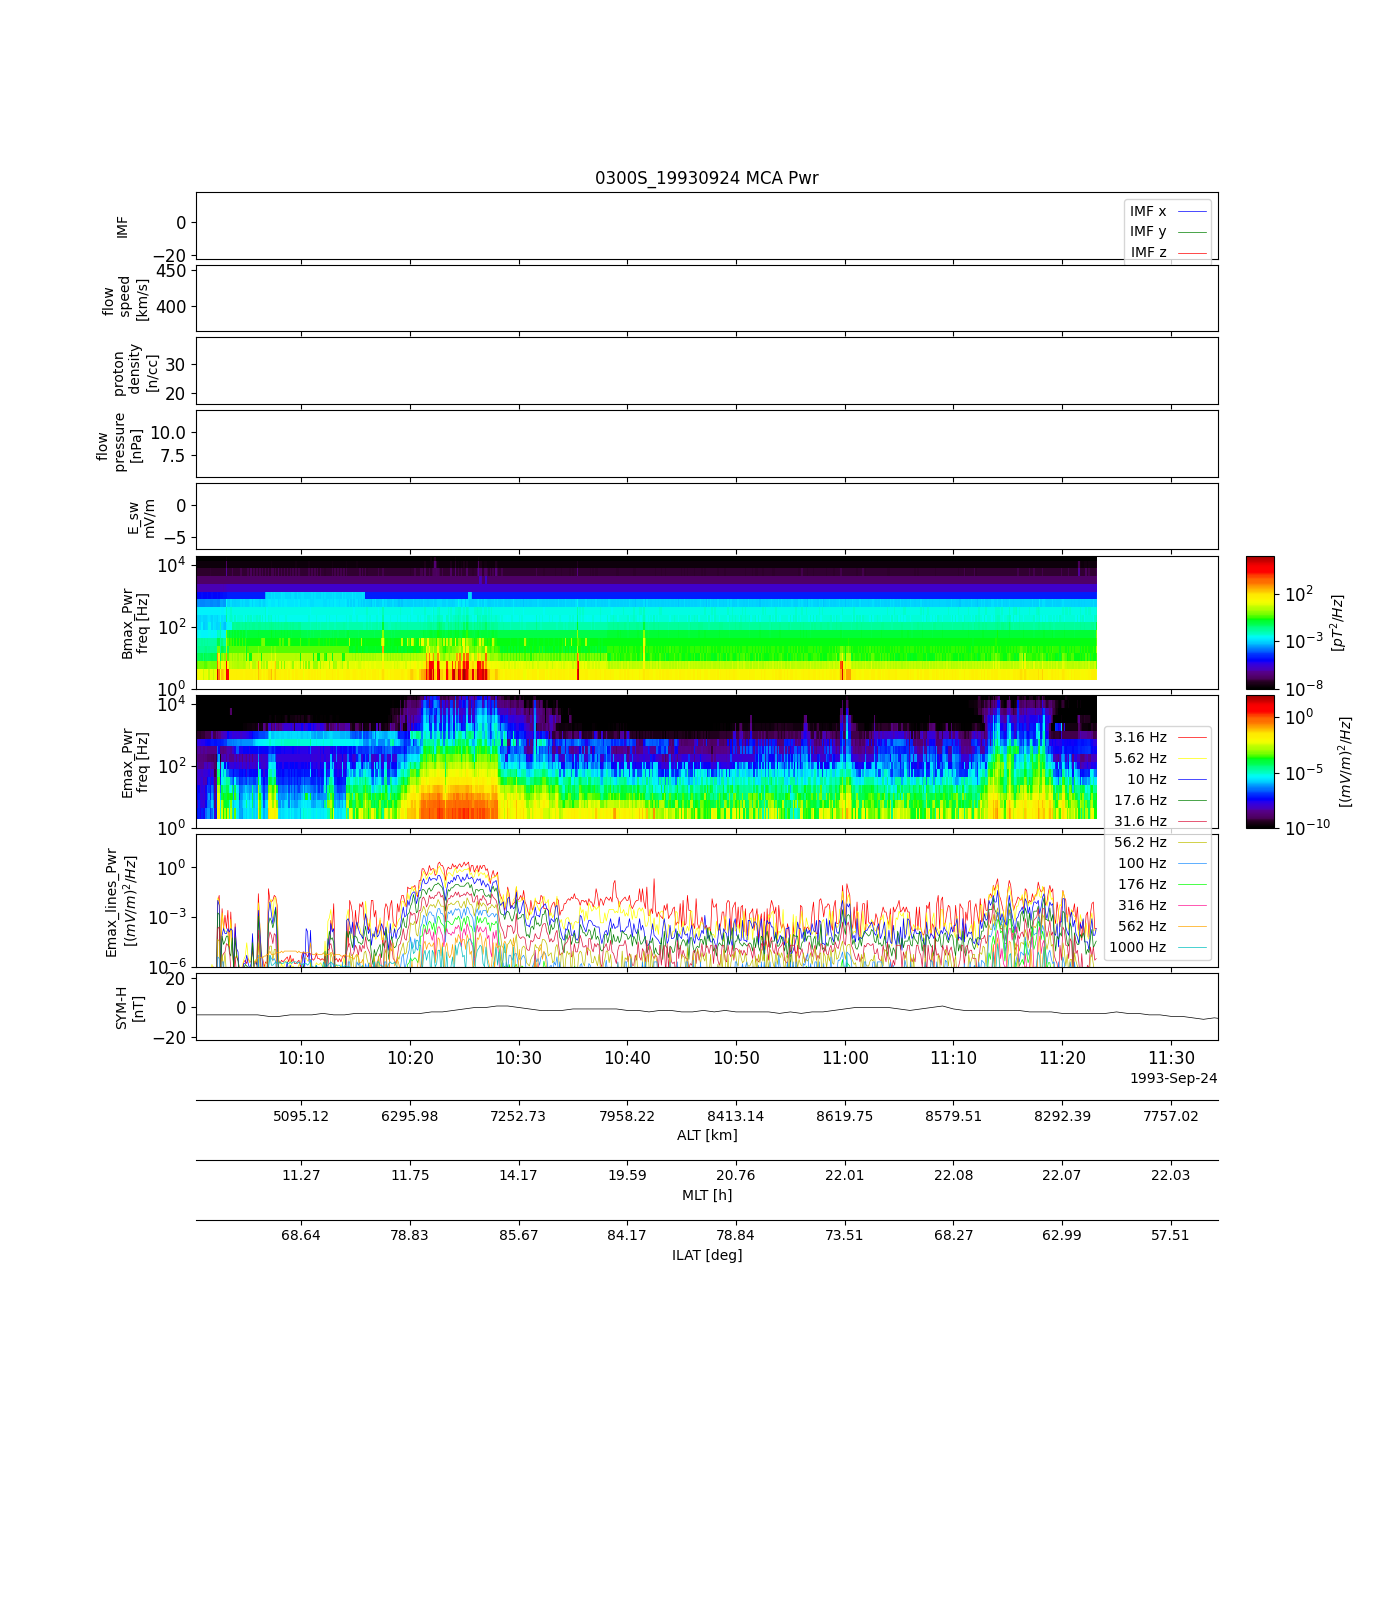 0300S_19930924 MCA Pwr
IMF
0
−20
IMF x
IMF y
IMF z
flow
speed
[km/s]
450
400
proton
density
[n/cc]
30
20
flow
pressure
[nPa]
10.0
7.5
E_sw
mV/m
0
−5
Bmax_Pwr
freq [Hz]
10^4
10^2
10^0
10^2
10^-3
10^-8
[pT^2/Hz]
Emax_Pwr
freq [Hz]
10^4
10^2
10^0
10^0
10^-5
10^-10
[(mV/m)^2/Hz]
3.16 Hz
5.62 Hz
10 Hz
17.6 Hz
31.6 Hz
56.2 Hz
100 Hz
176 Hz
316 Hz
562 Hz
1000 Hz
Emax_lines_Pwr
[(mV/m)^2/Hz]
10^0
10^-3
10^-6
SYM-H
[nT]
20
0
−20
10:10 10:20 10:30 10:40 10:50 11:00 11:10 11:20 11:30
1993-Sep-24
5095.12 6295.98 7252.73 7958.22 8413.14 8619.75 8579.51 8292.39 7757.02
ALT [km]
11.27 11.75 14.17 19.59 20.76 22.01 22.08 22.07 22.03
MLT [h]
68.64 78.83 85.67 84.17 78.84 73.51 68.27 62.99 57.51
ILAT [deg]